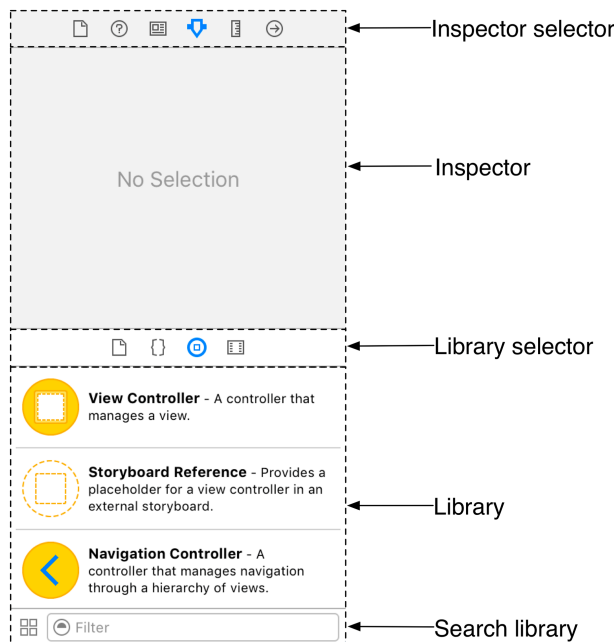 Inspector selector
No Selection
Inspector
Library selector
View Controller - A controller that
manages a view.
Storyboard Reference - Provides a
placeholder for a view controller in an
external storyboard.
Library
Navigation Controller - A
controller that manages navigation
through a hierarchy of views.
Filter
Search library